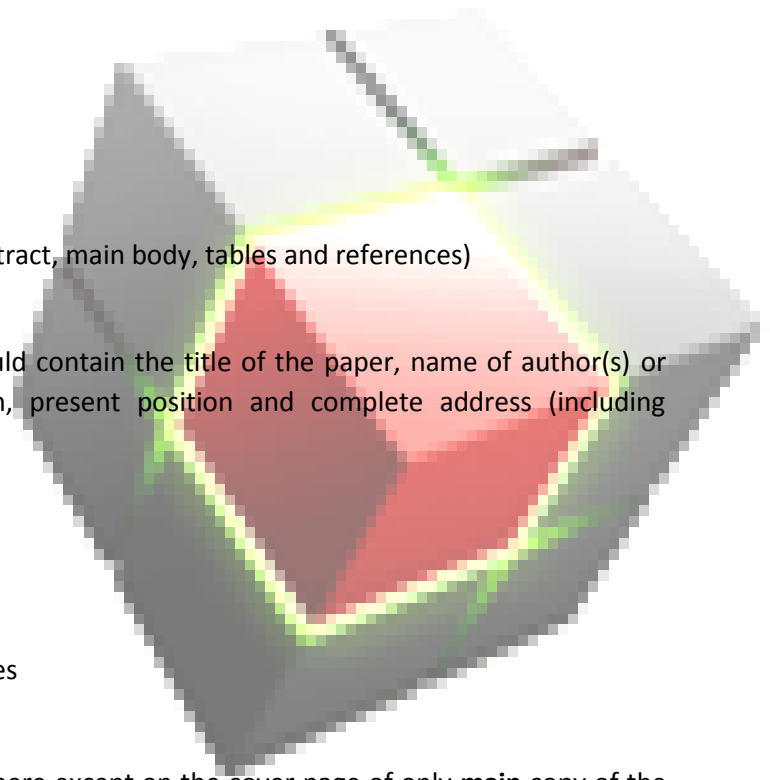 tract, main body, tables and references)
uld contain the title of the paper, name of author(s) or
n, present position and complete address (including
es
here except on the cover page of only main copy of the